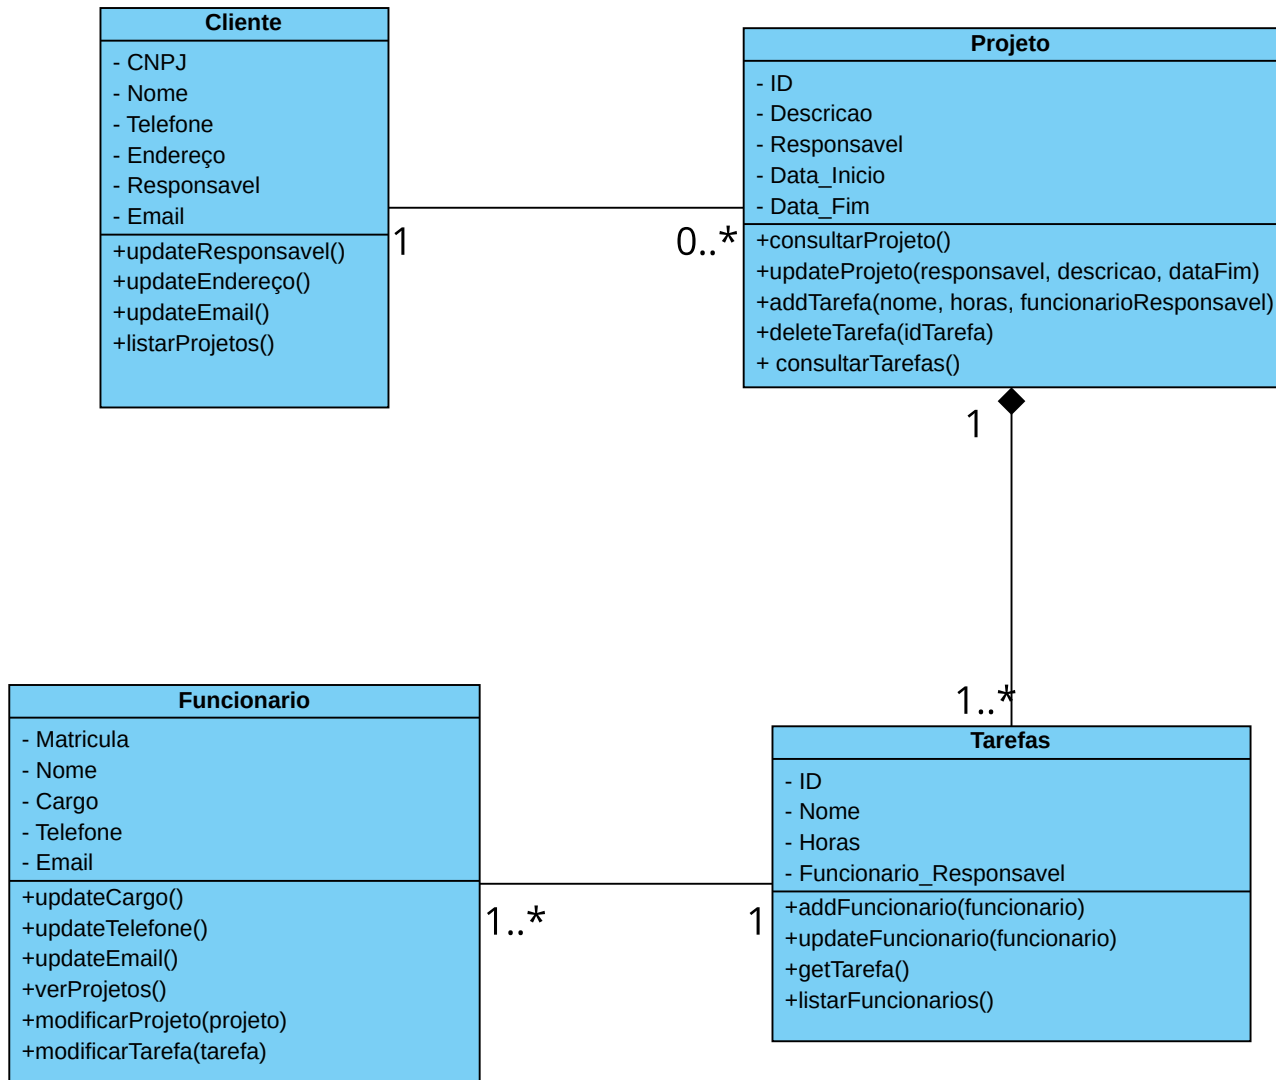 Cliente
- CNPJ
- Nome
- Telefone
- Endereço
- Responsavel
- Email
+updateResponsavel()
+updateEndereço()
+updateEmail()
+listarProjetos()
1
0..*
Projeto
- ID
- Descricao
- Responsavel
- Data_Inicio
- Data_Fim
+consultarProjeto()
+updateProjeto(responsavel, descricao, dataFim)
+addTarefa(nome, horas, funcionarioResponsavel)
+deleteTarefa(idTarefa)
+ consultarTarefas()
1
1..*
Funcionario
- Matricula
- Nome
- Cargo
- Telefone
- Email
+updateCargo()
+updateTelefone()
+updateEmail()
+verProjetos()
+modificarProjeto(projeto)
+modificarTarefa(tarefa)
1..*
1
Tarefas
- ID
- Nome
- Horas
- Funcionario_Responsavel
+addFuncionario(funcionario)
+updateFuncionario(funcionario)
+getTarefa()
+listarFuncionarios()